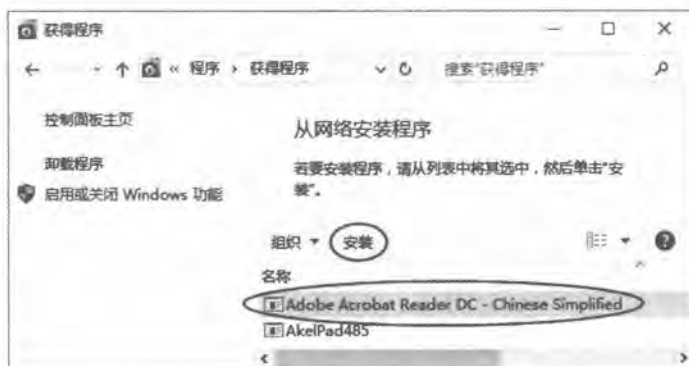 获得程序
« 程序 › 获得程序
搜索"获得程序"
控制面板主页
卸载程序
启用或关闭 Windows 功能
从网络安装程序
若要安装程序，请从列表中将其选中，然后单击"安
装"。
组织 安装
名称
Adobe Acrobat Reader DC - Chinese Simplified
AkelPad485